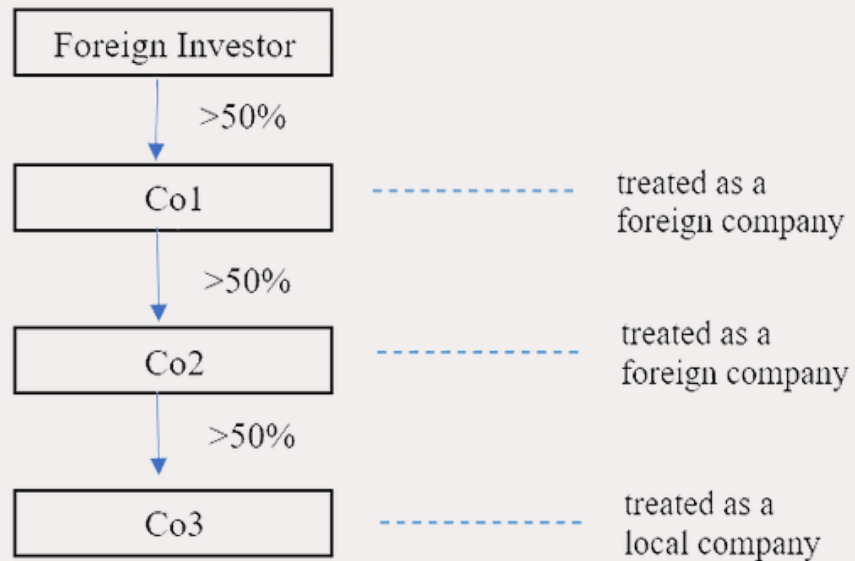 Foreign Investor
>50%
Co1
treated as a
foreign company
>50%
Co2
treated as a
foreign company
>50%
Co3
treated as a
local company